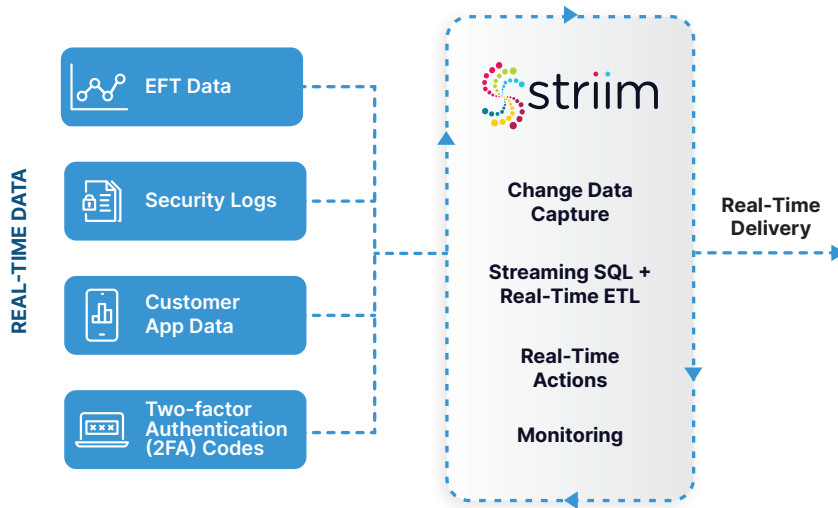 REAL-TIME DATA
EFT Data
Security Logs
Customer
App Data
Two-factor
Authentication
(2FA) Codes
striim
Change Data
Capture
Streaming SQL +
Real-Time ETL
Real-Time
Actions
Monitoring
Real-Time
Delivery